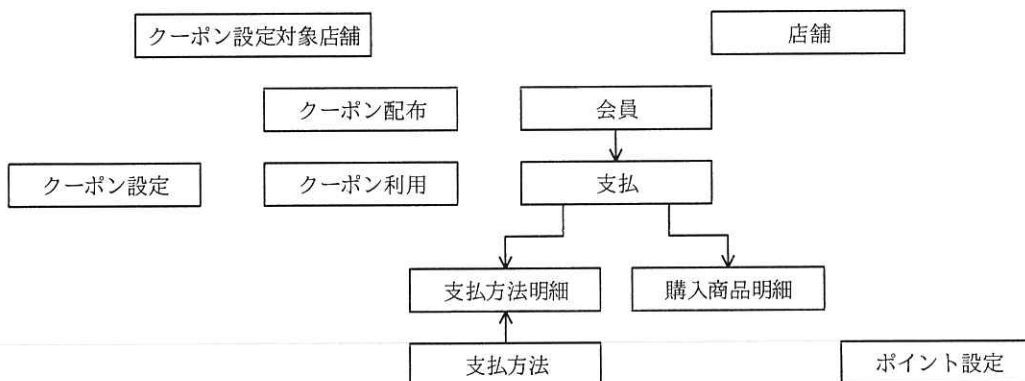 クーポン設定対象店舗
店舗
クーポン配布
会員
クーポン設定
クーポン利用
支払
支払方法明細
購入商品明細
支払方法
ポイント設定